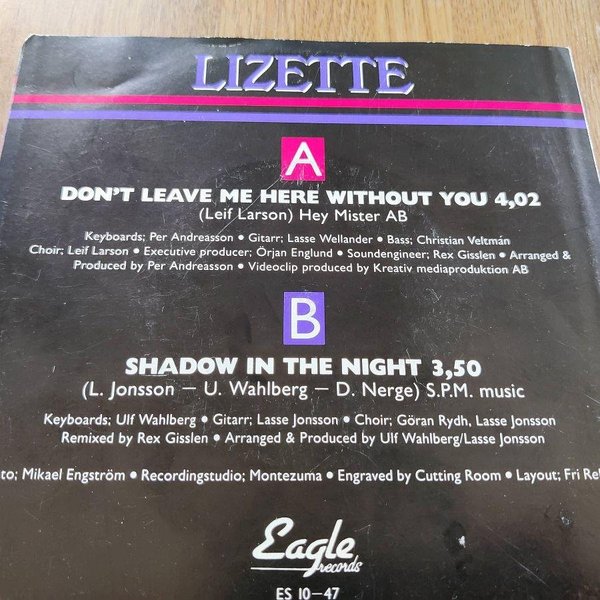 LIZETTE
A
DON'T LEAVE ME HERE WITHOUT YOU 4,02
(Leif Larson) Hey Mister AB
Keyboards; Per Andreasson • Gitarr; Lasse Wellander • Bass; Christian Veltmán
Choir; Leif Larson • Executive producer; Örjan Englund • Soundengineer; Rex Gisslen • Arranged &
Produced by Per Andreasson • Videoclip produced by Kreativ mediaproduktion AB
B
SHADOW IN THE NIGHT 3,50
(L. Jonsson — U. Wahlberg — D. Nerge) S.P.M. music
Keyboards; Ulf Wahlberg • Gitarr; Lasse Jonsson • Choir; Göran Rydh, Lasse Jonsson
Remixed by Rex Gisslen • Arranged & Produced by Ulf Wahlberg/Lasse Jonsson
Mikael Engström • Recordingstudio; Montezuma • Engraved by Cutting Room • Layout; Fri
Eagle
records
ES 10—47